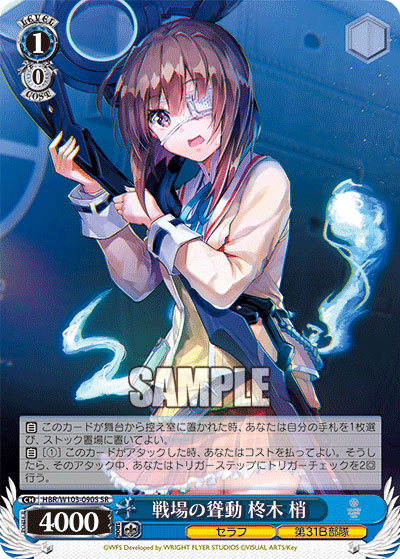 LEVEL
1
0
COST
SAMPLE
自 このカードが舞台から控え室に置かれた時、あなたは自分の手札を1枚選
び、ストック置場に置いてよい。
自 [①] このカードがアタックした時、あなたはコストを払ってよい。そうし
たら、そのアタック中、あなたはトリガーステップにトリガーチェックを2回
行う。
CH HBR/W103-090S SR
POWER
4000
戦場の聳動 柊木 梢
セラフ
第31B部隊
©WFS Developed by WRIGHT FLYER STUDIOS ©VISUAL ARTS/Key